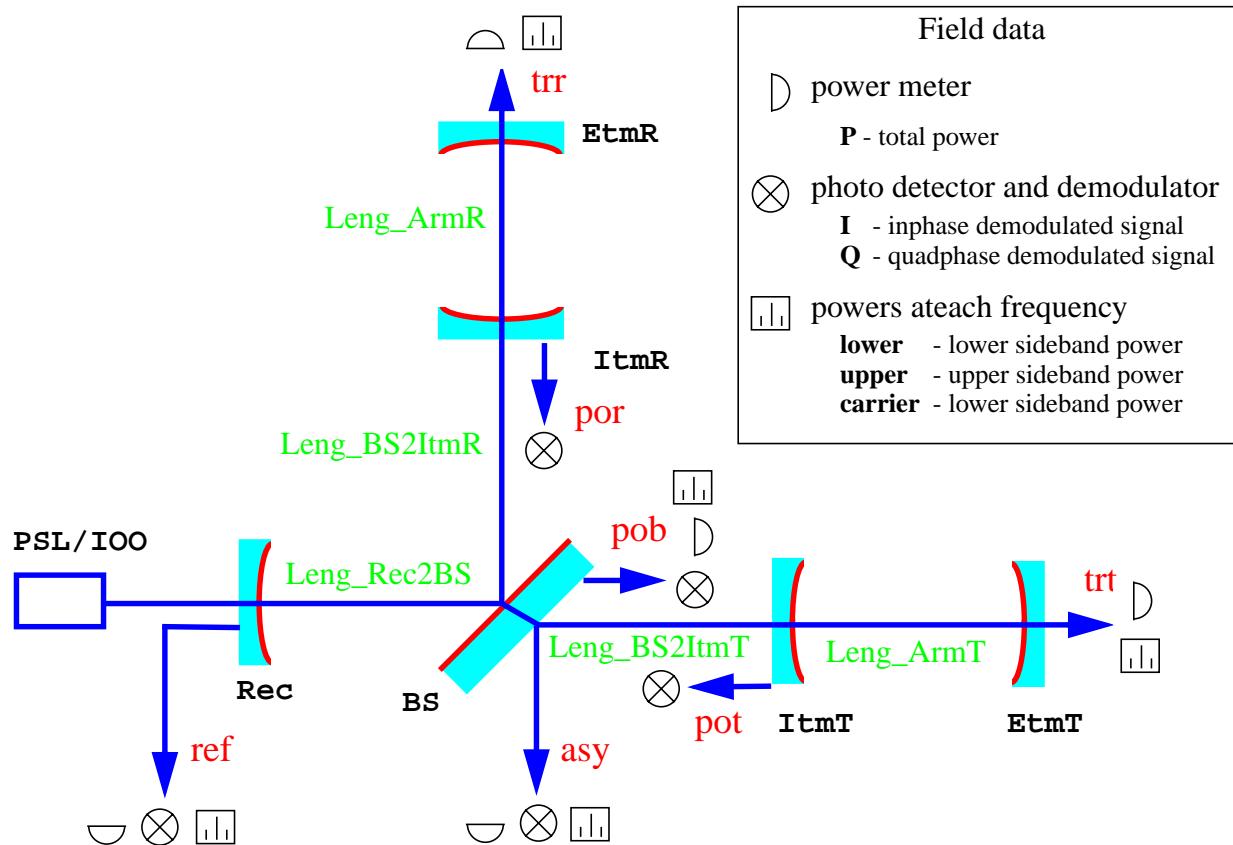 trr
EtmR
Leng_ArmR
ItmR
por
Leng_BS2ItmR
PSL/IOO
Leng_Rec2BS
pob
trt
Leng_BS2ItmT
Leng_ArmT
Rec
BS
pot
ItmT
EtmT
ref
asy
Field data
power meter
P - total power
photo detector and demodulator
I - inphase demodulated signal
Q - quadphase demodulated signal
powers ateach frequency
lower - lower sideband power
upper - upper sideband power
carrier - lower sideband power